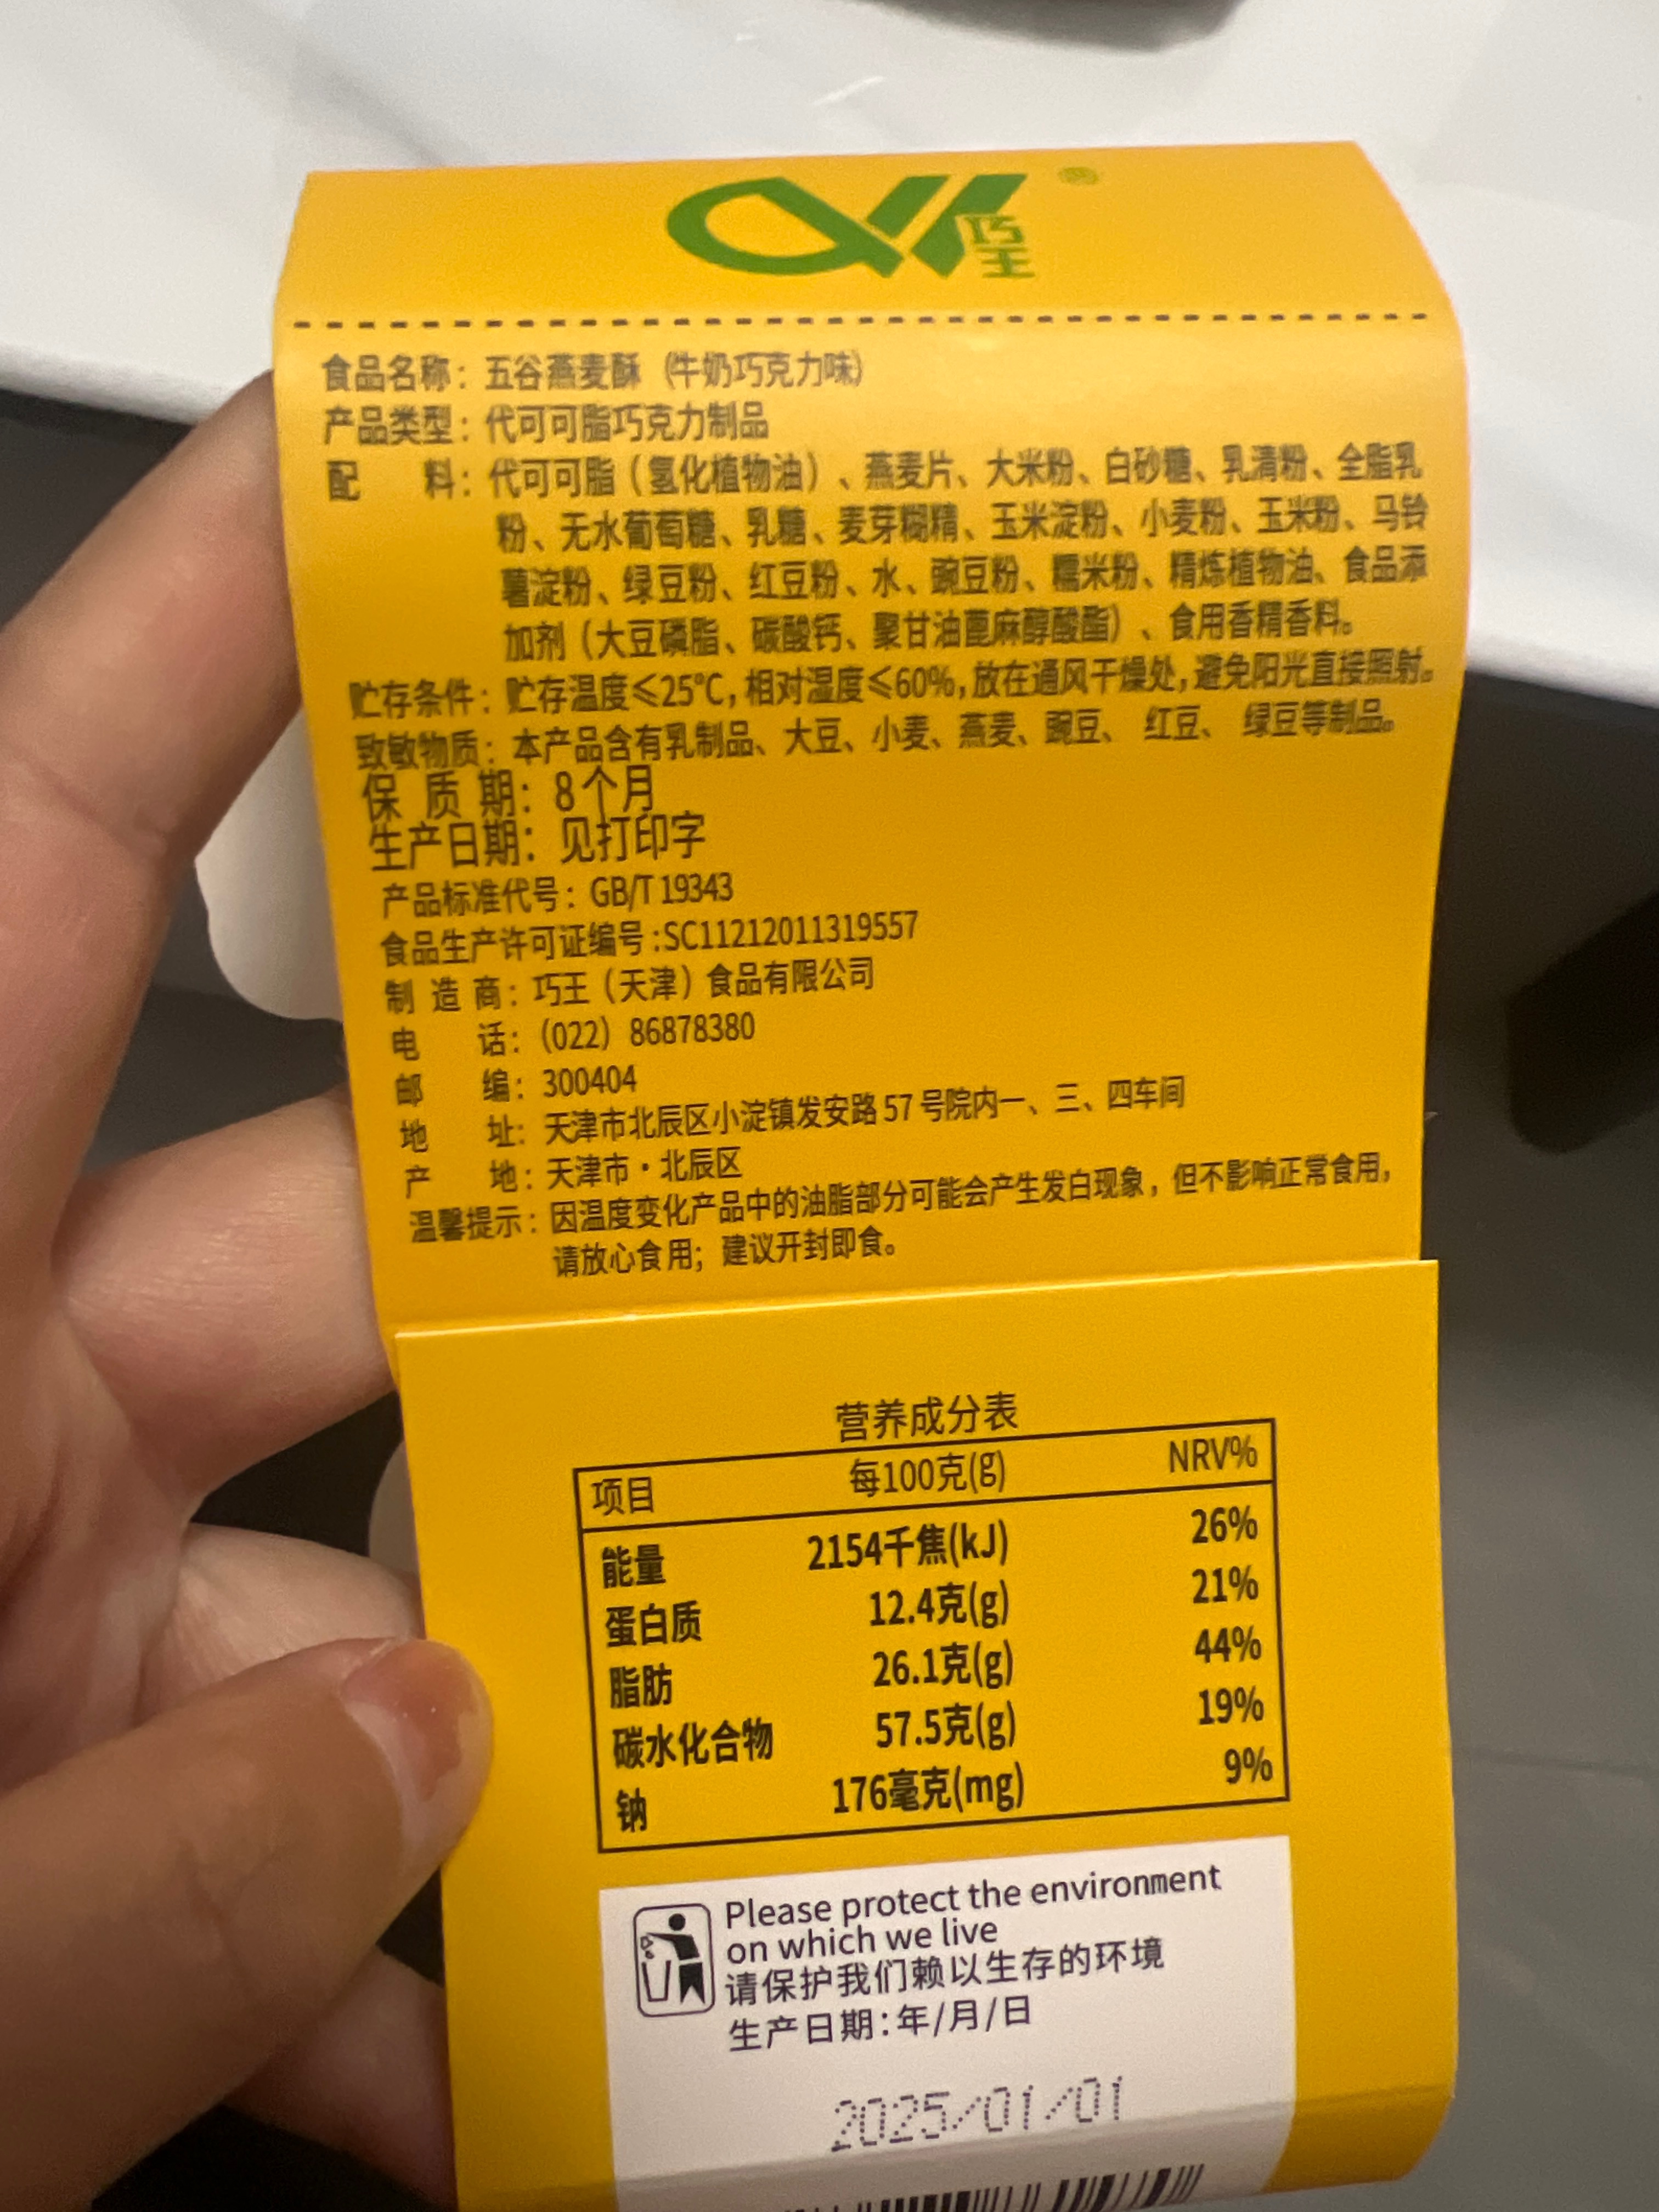 巧
王
食品名称：五谷燕麦酥（牛奶巧克力味）
产品类型：代可可脂巧克力制品
配 料：代可可脂（氢化植物油）、燕麦片、大米粉、白砂糖、乳清粉、全脂乳
粉、无水葡萄糖、乳糖、麦芽糊精、玉米淀粉、小麦粉、玉米粉、马铃
薯淀粉、绿豆粉、红豆粉、水、豌豆粉、糯米粉、精炼植物油、食品添
加剂（大豆磷脂、碳酸钙、聚甘油蓖麻醇酸酯）、食用香精香料。
贮存条件：贮存温度≤25℃,相对湿度≤60%,放在通风干燥处,避免阳光直接照射。
致敏物质：本产品含有乳制品、大豆、小麦、燕麦、豌豆、 红豆、 绿豆等制品。
保 质 期：8个月
生产日期：见打印字
产品标准代号：GB/T 19343
食品生产许可证编号:SC11212011319557
制 造 商：巧王（天津）食品有限公司
电 话：（022）86878380
邮 编：300404
地 址：天津市北辰区小淀镇发安路 57 号院内一、三、四车间
产 地：天津市·北辰区
温馨提示：因温度变化产品中的油脂部分可能会产生发白现象，但不影响正常食用，
请放心食用；建议开封即食。
营养成分表
项目 每100克(g) NRV%
能量 2154千焦(kJ) 26%
蛋白质 12.4克(g) 21%
脂肪 26.1克(g) 44%
碳水化合物 57.5克(g) 19%
钠 176毫克(mg) 9%
Please protect the environment
on which we live
请保护我们赖以生存的环境
生产日期:年/月/日
2025/01/01